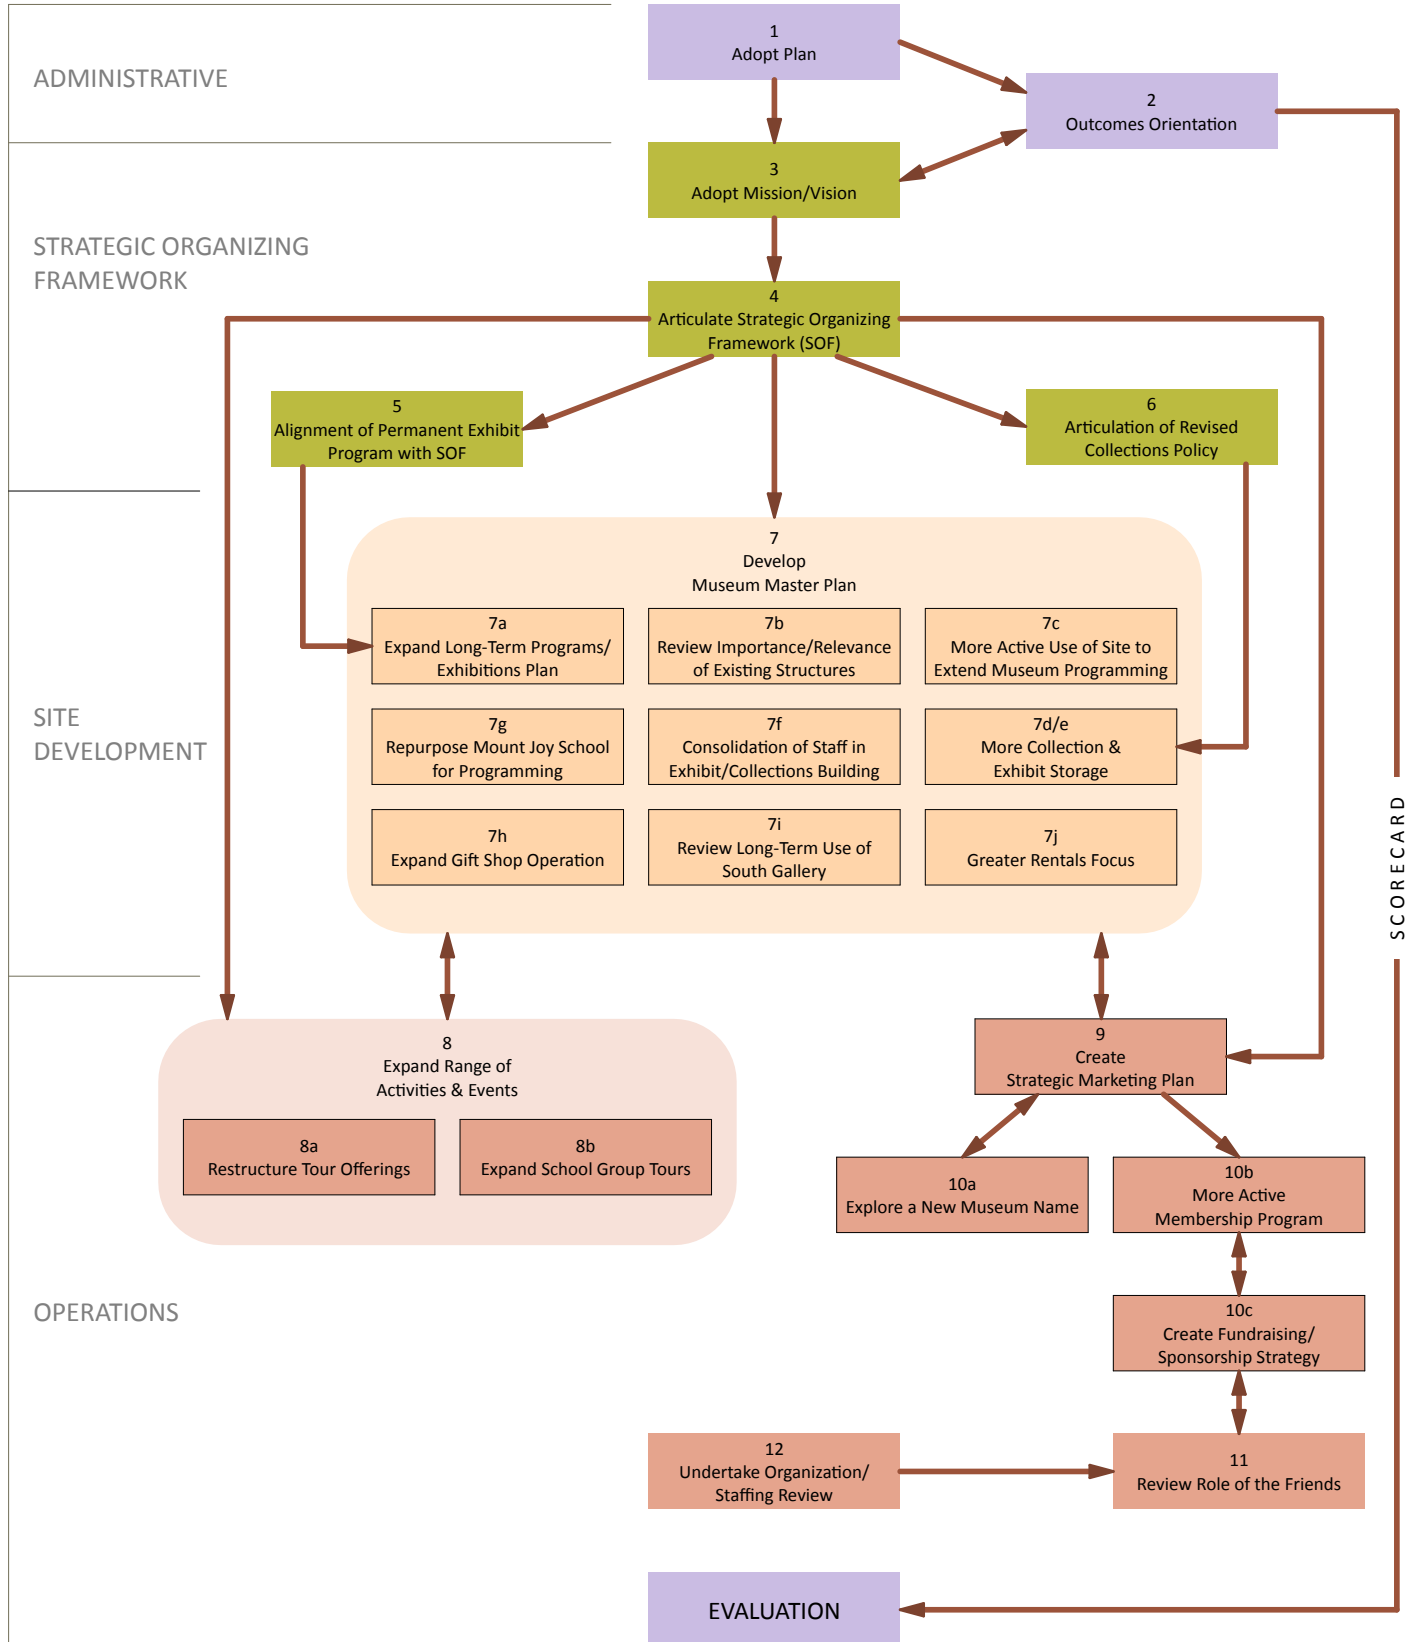 1
Adopt Plan
ADMINISTRATIVE
2
Outcomes Orientation
3
Adopt Mission/Vision
STRATEGIC ORGANIZING
FRAMEWORK
4
Articulate Strategic Organizing
Framework (SOF)
5
Alignment of Permanent Exhibit
Program with SOF
6
Articulation of Revised
Collections Policy
7
Develop
Museum Master Plan
7a
Expand Long-Term Programs/
Exhibitions Plan
7b
Review Importance/Relevance
of Existing Structures
7c
More Active Use of Site to
Extend Museum Programming
SITE
DEVELOPMENT
7g
Repurpose Mount Joy School
for Programming
7f
Consolidation of Staff in
Exhibit/Collections Building
7d/e
More Collection &
Exhibit Storage
7h
Expand Gift Shop Operation
7i
Review Long-Term Use of
South Gallery
7j
Greater Rentals Focus
SCORECARD
8
Expand Range of
Activities & Events
8a
Restructure Tour Offerings
8b
Expand School Group Tours
9
Create
Strategic Marketing Plan
10a
Explore a New Museum Name
10b
More Active
Membership Program
OPERATIONS
10c
Create Fundraising/
Sponsorship Strategy
12
Undertake Organization/
Staffing Review
11
Review Role of the Friends
EVALUATION